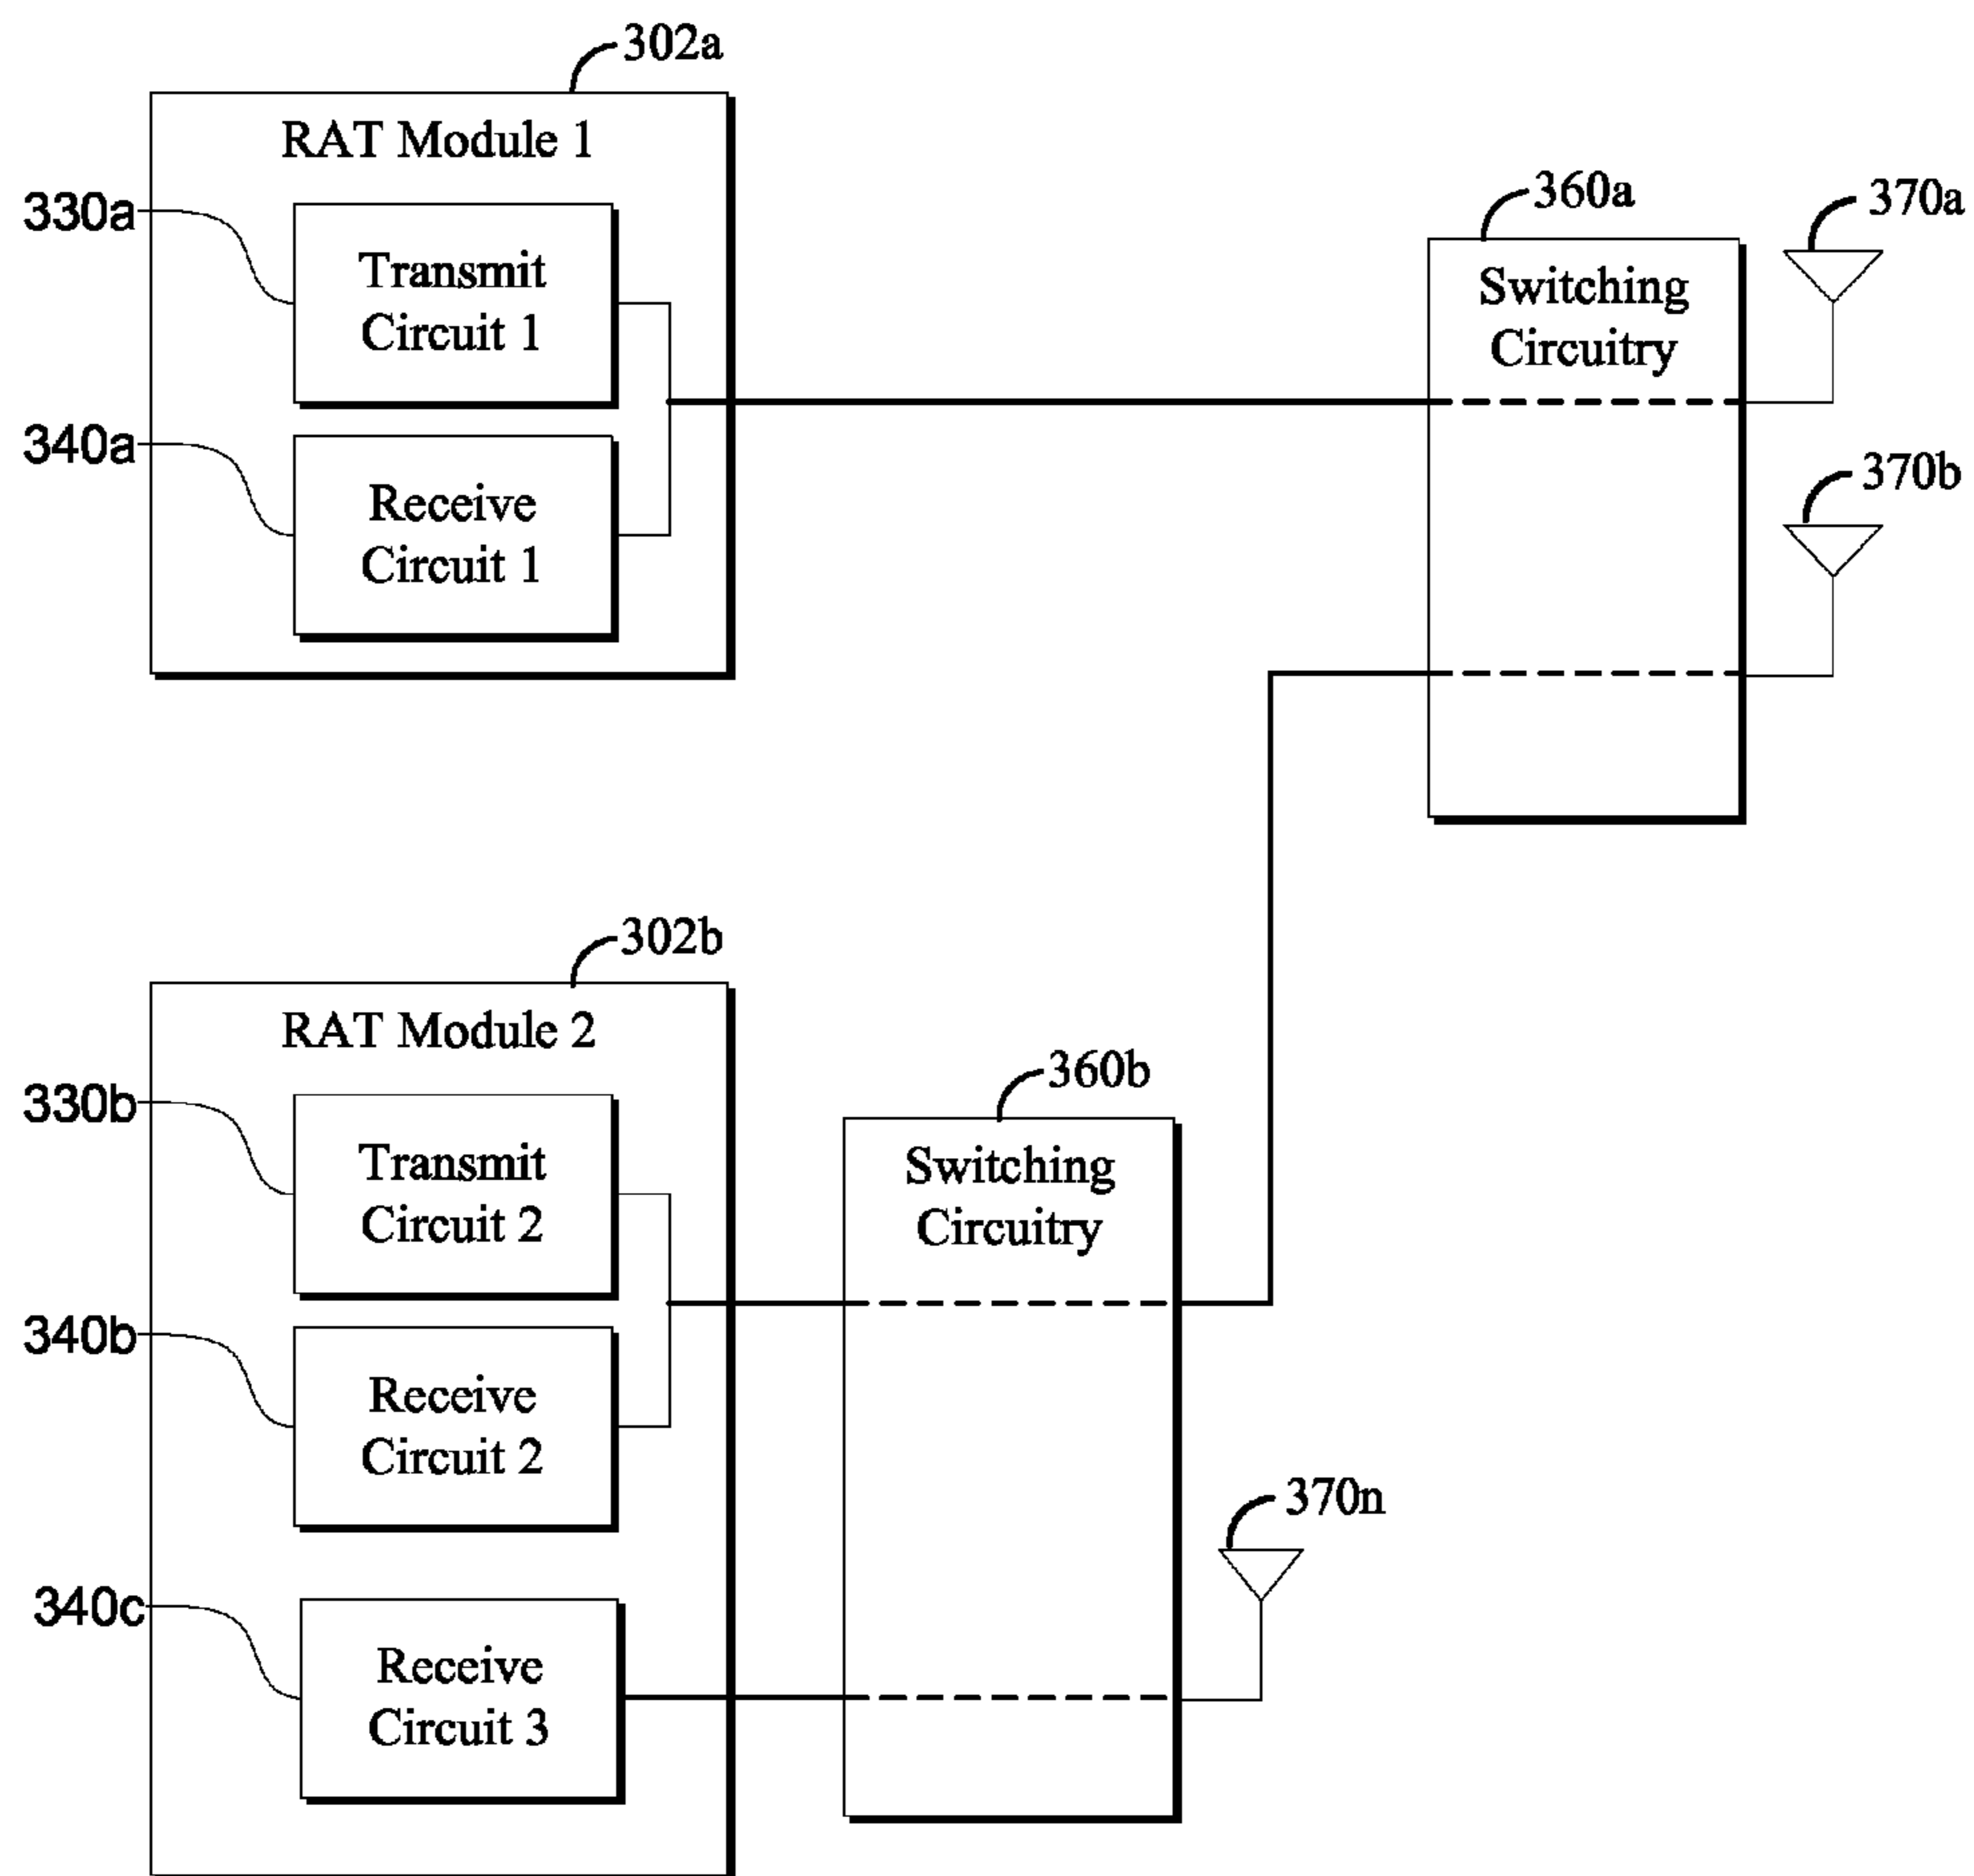 302a
RAT Module 1
330a
Transmit
Circuit 1
340a
Receive
Circuit 1
360a
Switching
Circuitry
370a
370b
302b
RAT Module 2
330b
Transmit
Circuit 2
340b
Receive
Circuit 2
340c
Receive
Circuit 3
360b
Switching
Circuitry
370n